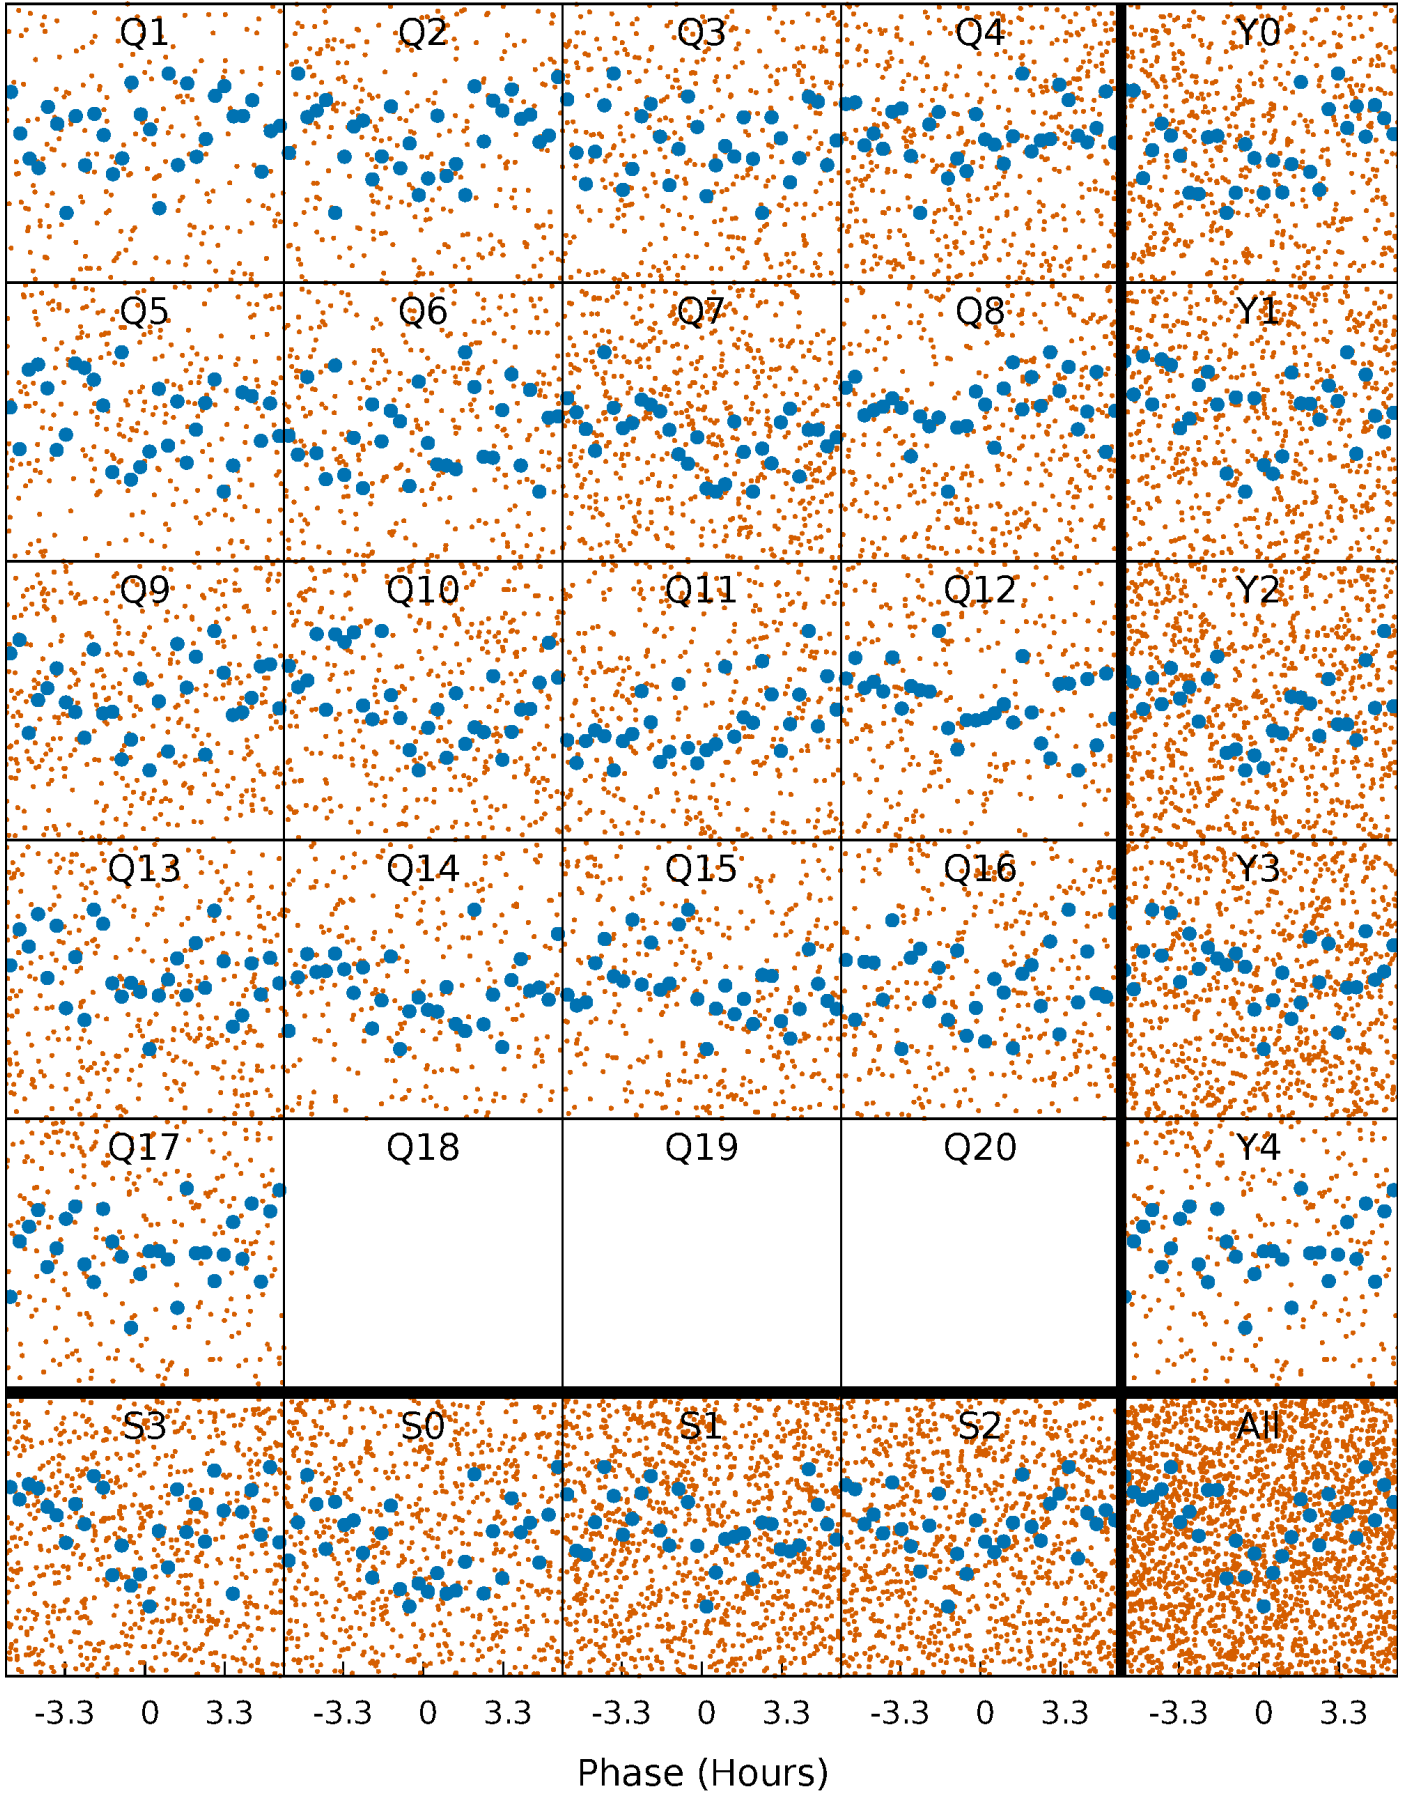 Q1 Q2 Q3 Q4 Y0
Q5 Q6 Q7 Q8 Y1
Q9 Q10 Q11 Q12 Y2
Q13 Q14 Q15 Q16 Y3
Q17 Q18 Q19 Q20 Y4
S3 S0 S1 S2 All
-3.3 0 3.3 -3.3 0 3.3 -3.3 0 3.3 -3.3 0 3.3 -3.3 0 3.3
Phase (Hours)